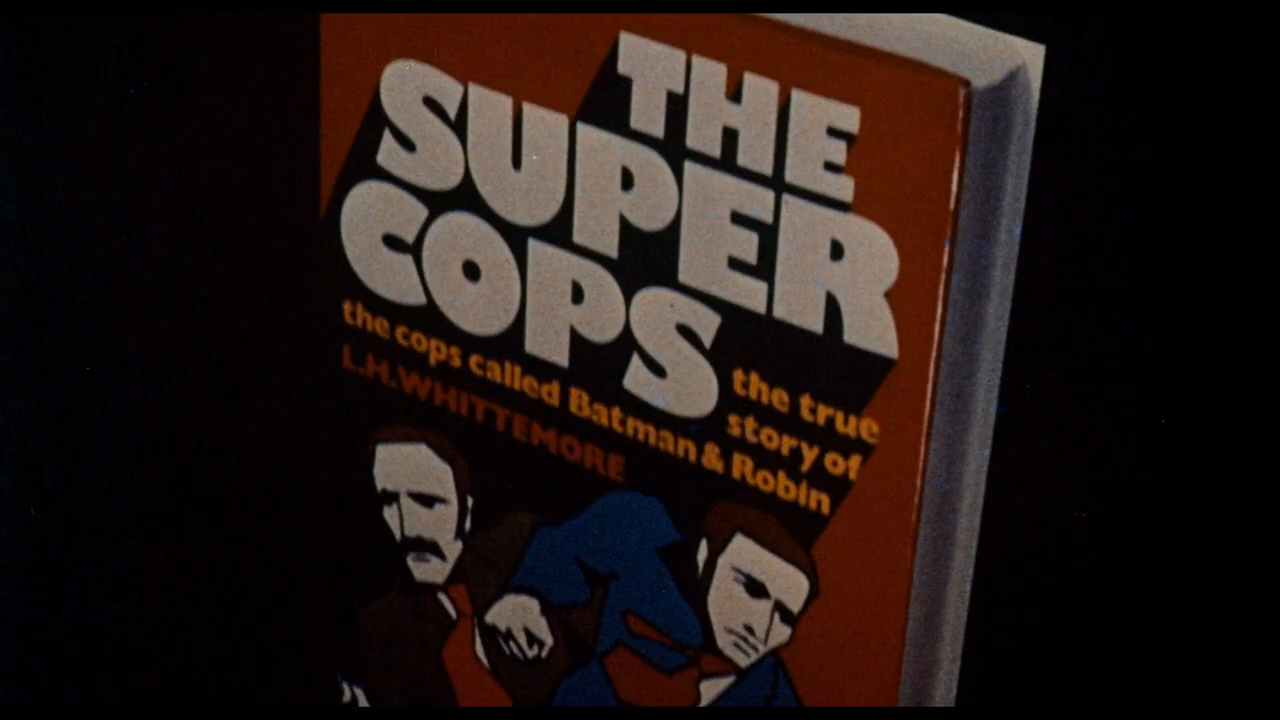 THE
SUPER
COPS
the true
story of
the cops called Batman & Robin
L.H.WHITTEMORE